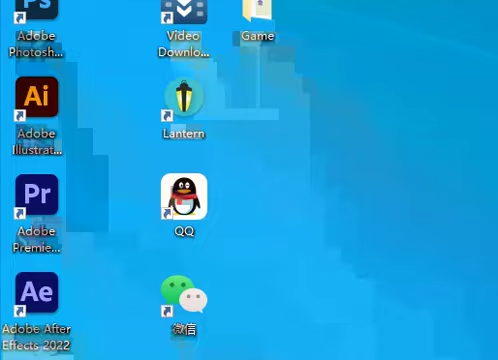 Ps
Adobe
Photosh...
Video
Downlo...
Game
Ai
Adobe
Illustrat...
Lantern
Pr
Adobe
Premie...
QQ
Ae
Adobe After
Effects 2022
微信